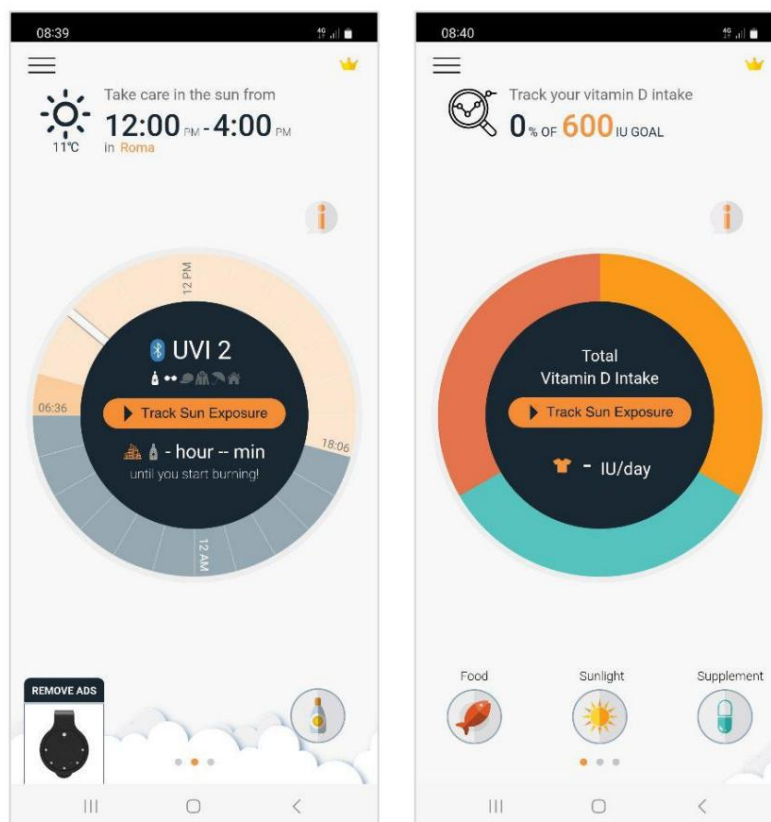 08:39
4G
Take care in the sun from
12:00 PM - 4:00 PM
11°C
in Roma
i
12 PM
UVI 2
Track Sun Exposure
06:36
18:06
- hour -- min
until you start burning!
12 AM
REMOVE ADS
08:40
4G
Track your vitamin D intake
0 % OF 600 IU GOAL
i
Total
Vitamin D Intake
Track Sun Exposure
- IU/day
Food
Sunlight
Supplement